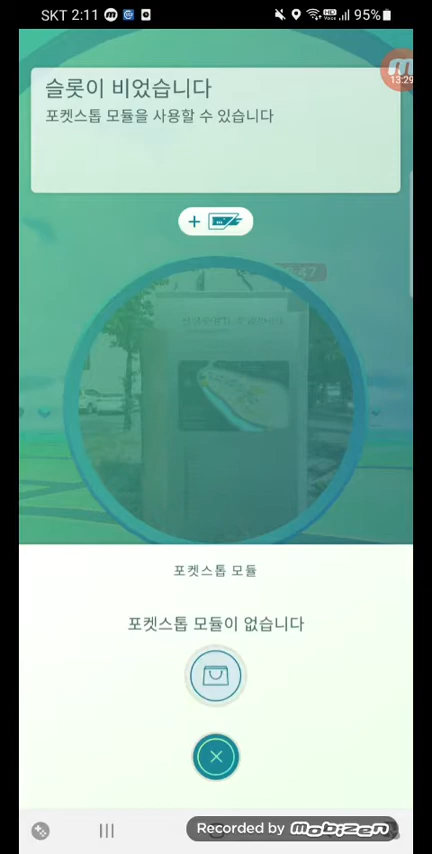 SKT 2:11
95%
슬롯이 비었습니다
포켓스톱 모듈을 사용할 수 있습니다
13:29
포켓스톱 모듈
포켓스톱 모듈이 없습니다
Recorded by mobizen